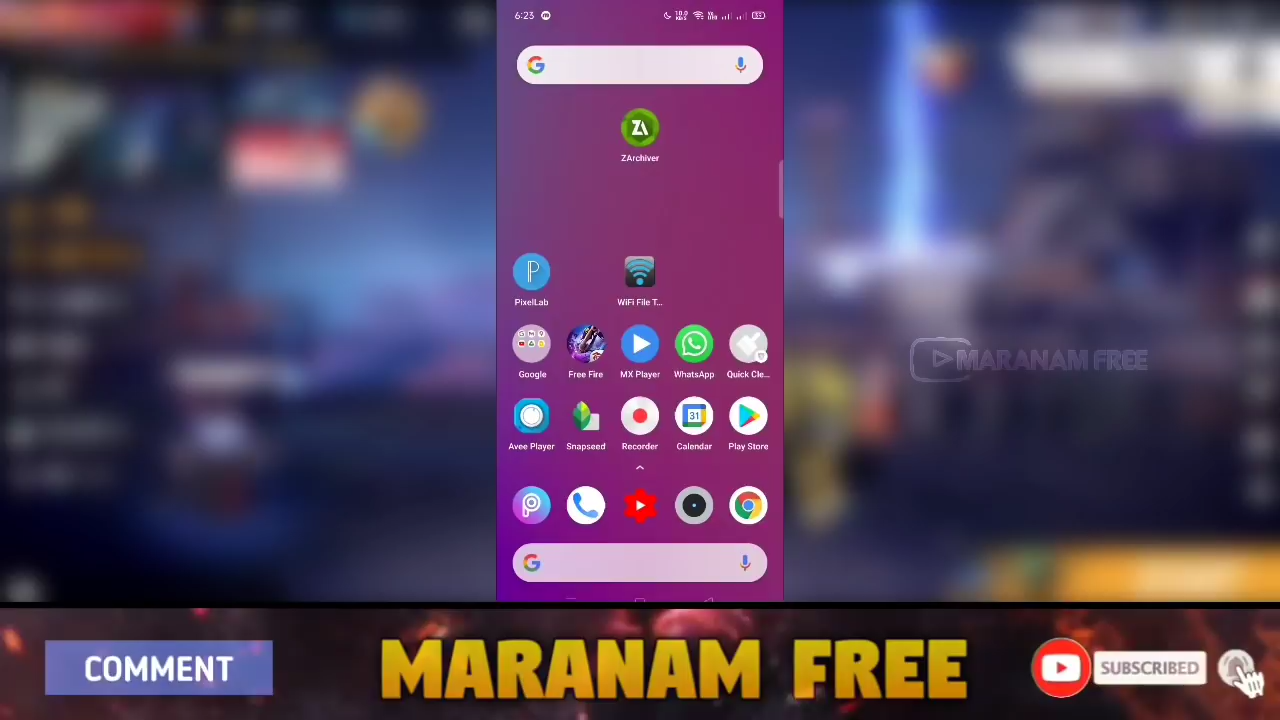 6:23
ZArchiver
PixelLab
WiFi File T...
Google
Free Fire
MX Player
WhatsApp
Quick Cle...
Avee Player
Snapseed
Recorder
31
Calendar
Play Store
MARANAM FREE
COMMENT
MARANAM FREE
SUBSCRIBED